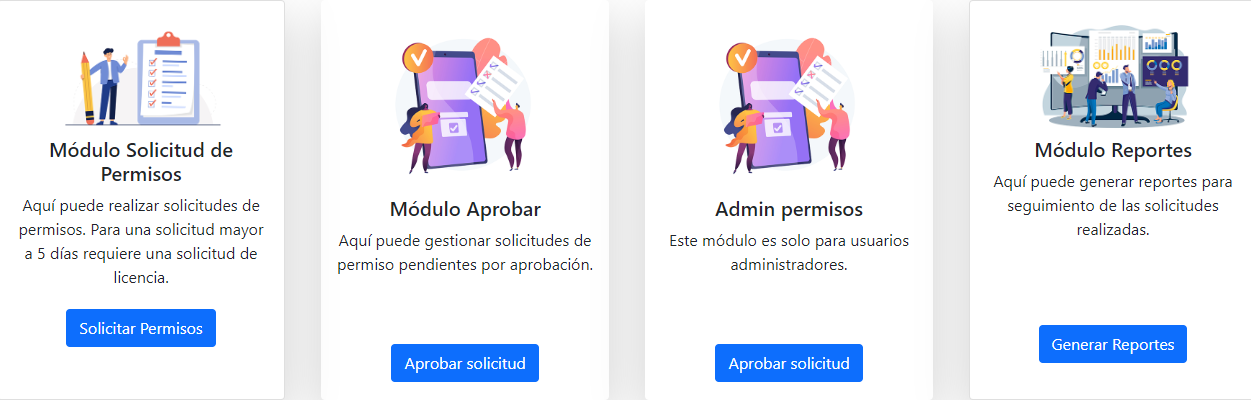 Módulo Solicitud de
Permisos
Aquí puede realizar solicitudes de
permisos. Para una solicitud mayor
a 5 días requiere una solicitud de
licencia.
Solicitar Permisos
Módulo Aprobar
Aquí puede gestionar solicitudes de
permiso pendientes por aprobación.
Aprobar solicitud
Admin permisos
Este módulo es solo para usuarios
administradores.
Aprobar solicitud
Módulo Reportes
Aquí puede generar reportes para
seguimiento de las solicitudes
realizadas.
Generar Reportes